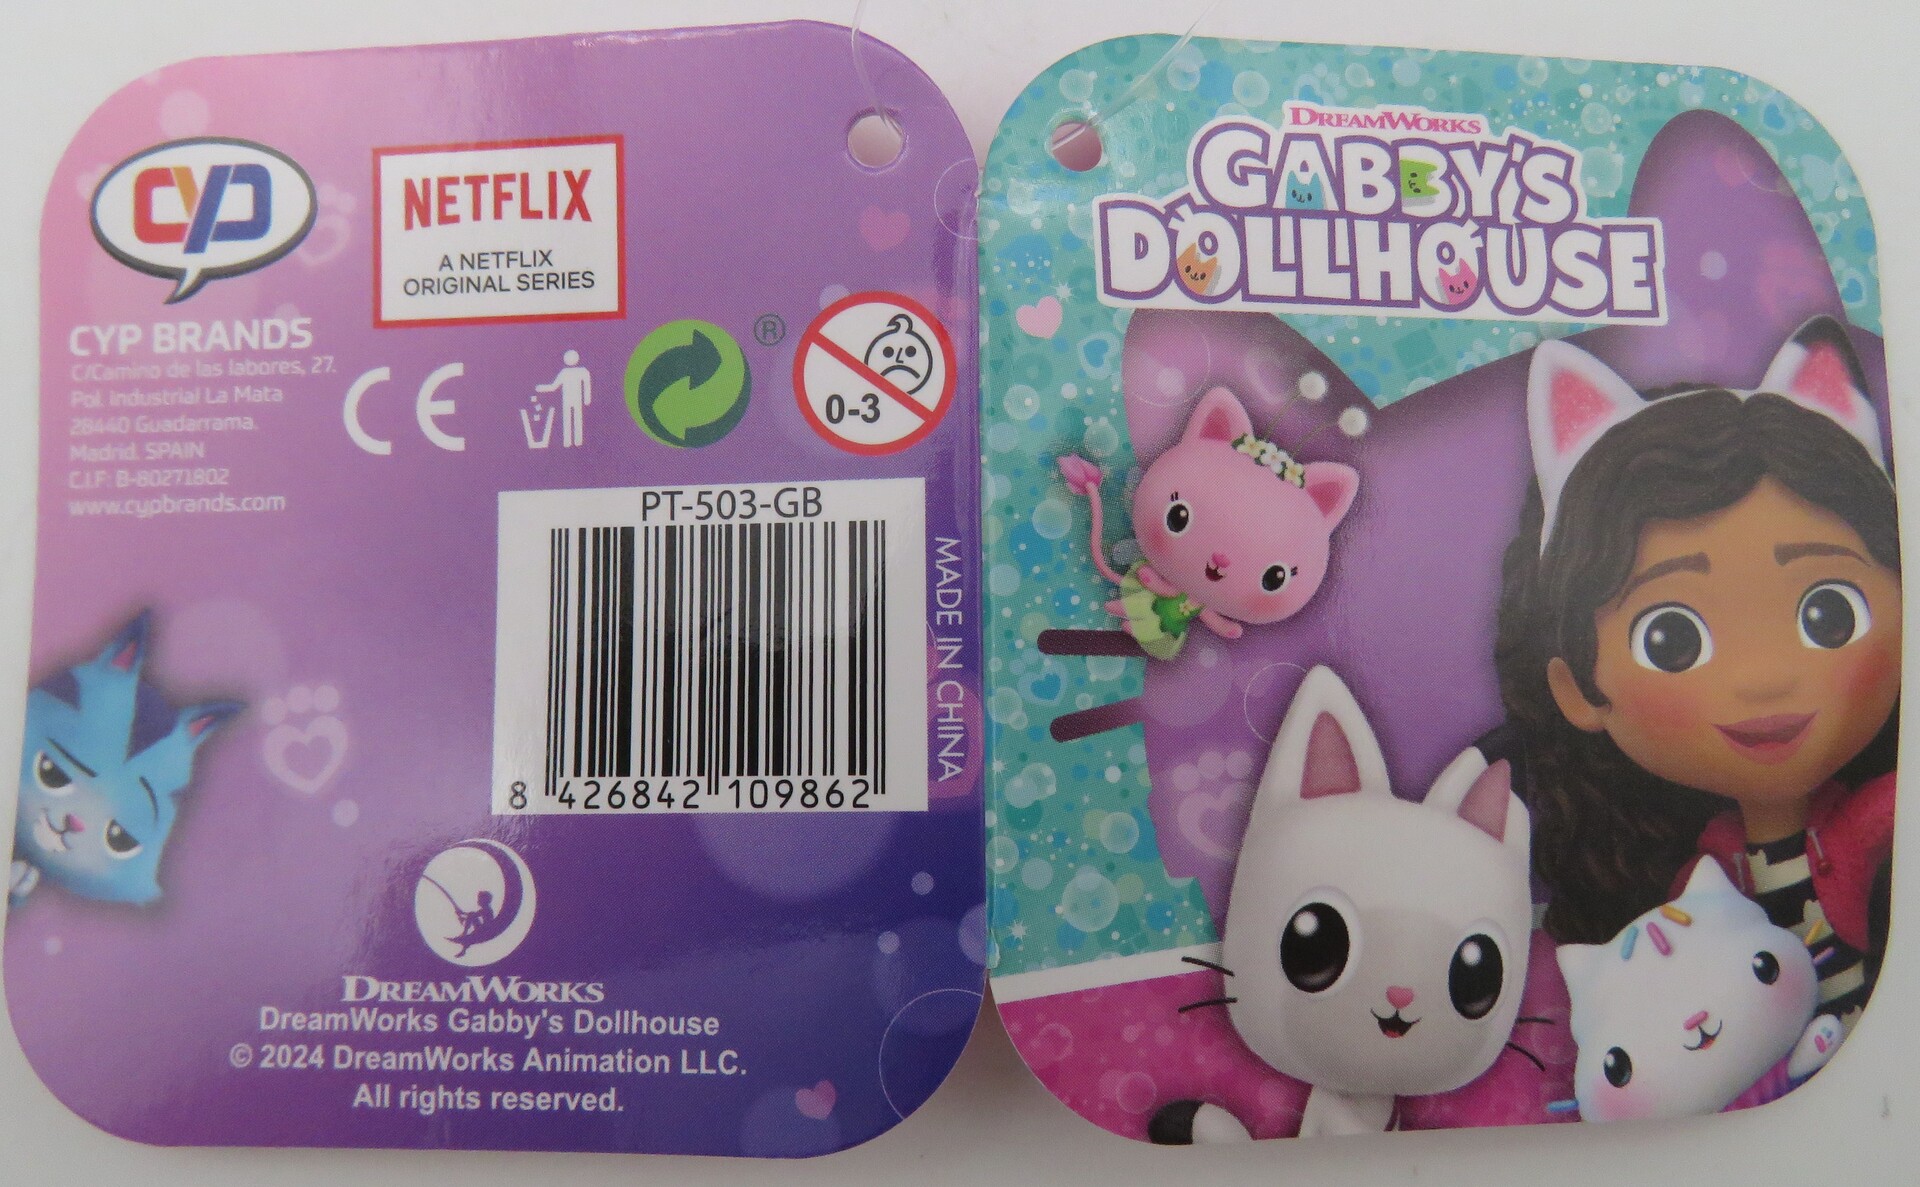 CYP
NETFLIX
A NETFLIX
ORIGINAL SERIES
CYP BRANDS
C/Camino de las labores, 27.
Pol. Industrial La Mata
28440 Guadarrama.
Madrid. SPAIN
C.I.F: B-80271802
www.cypbrands.com
CE
®
0-3
PT-503-GB
8 426842 109862
MADE IN CHINA
DREAMWORKS
DreamWorks Gabby's Dollhouse
© 2024 DreamWorks Animation LLC.
All rights reserved.
DREAMWORKS
GABBY'S
DOLLHOUSE